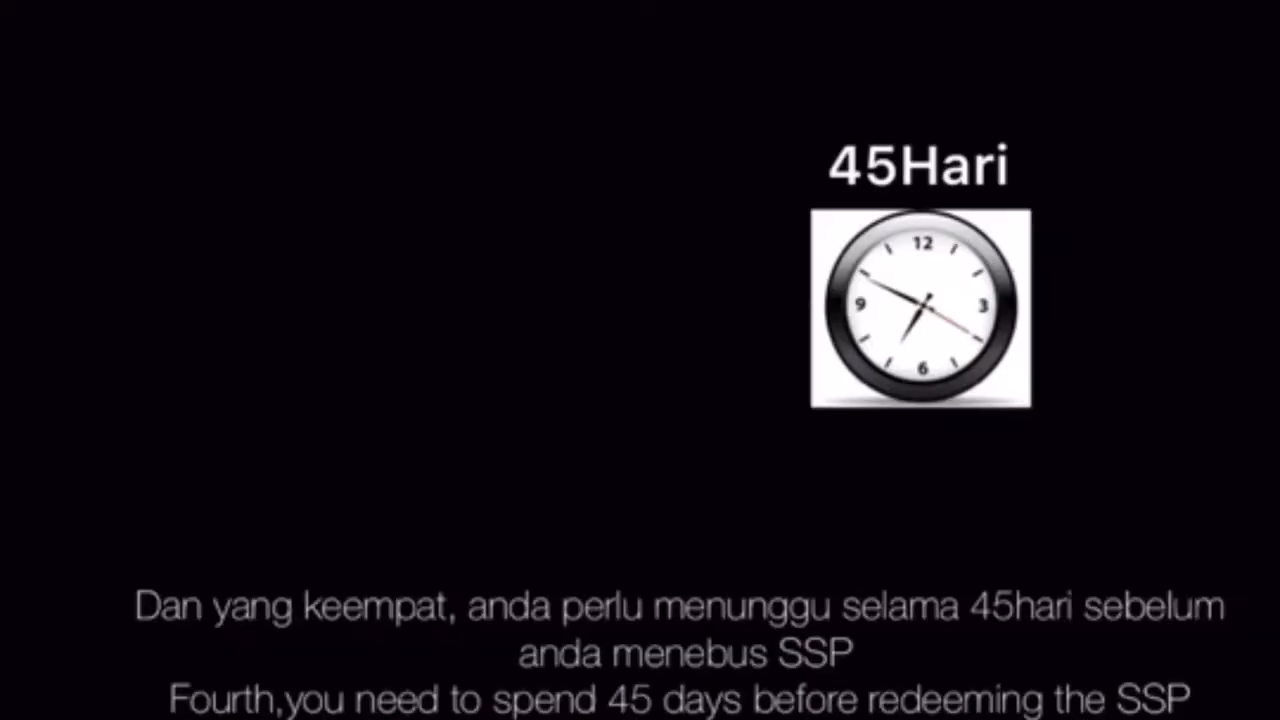 45Hari
12
9
3
6
Dan yang keempat, anda perlu menunggu selama 45hari sebelum
anda menebus SSP
Fourth,you need to spend 45 days before redeeming the SSP